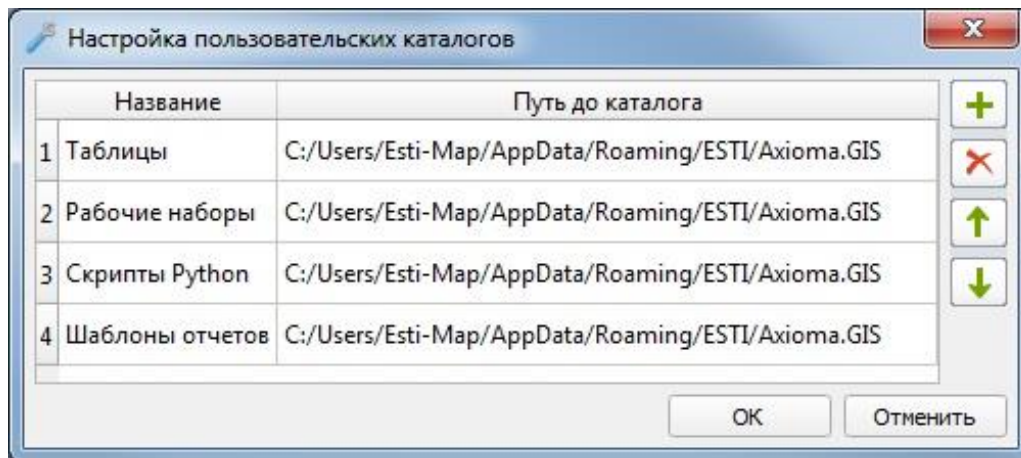 Настройка пользовательских каталогов
Название Путь до каталога
1 Таблицы C:/Users/Esti-Map/AppData/Roaming/ESTI/Axioma.GIS
2 Рабочие наборы C:/Users/Esti-Map/AppData/Roaming/ESTI/Axioma.GIS
3 Скрипты Python C:/Users/Esti-Map/AppData/Roaming/ESTI/Axioma.GIS
4 Шаблоны отчетов C:/Users/Esti-Map/AppData/Roaming/ESTI/Axioma.GIS
ОК Отменить